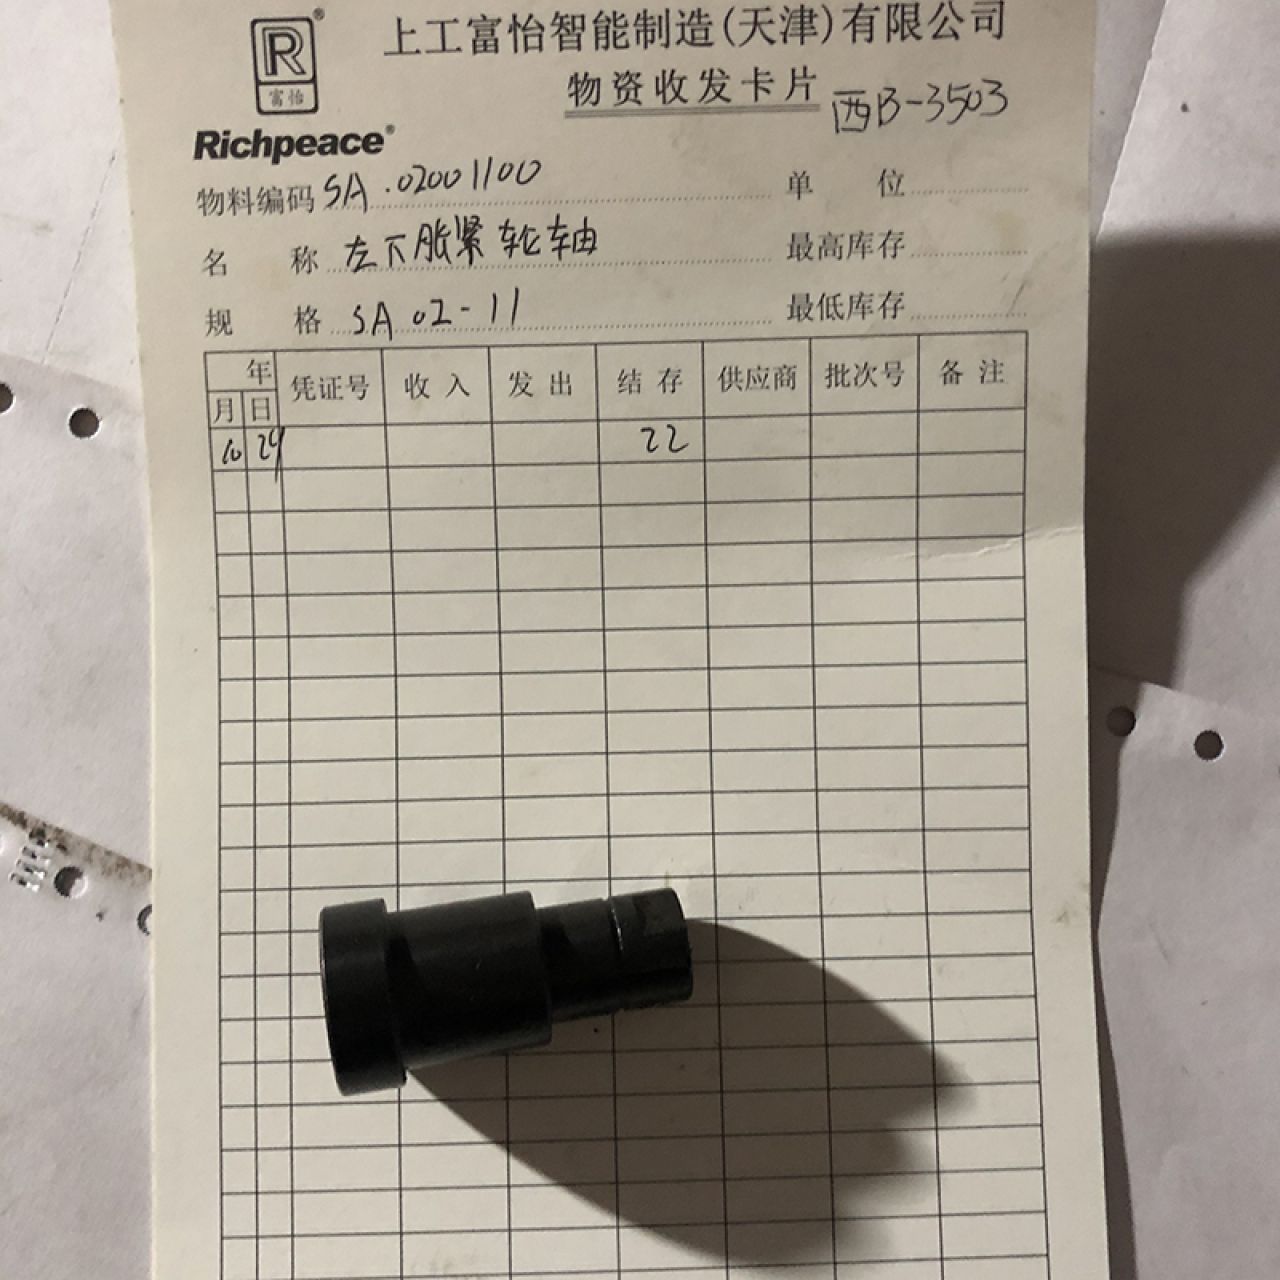 上工富怡智能制造(天津)有限公司
R®
富怡
物资收发卡片 西B-3503
Richpeace®
物料编码 SA.02001100 单位
名称 左下胀紧轮轴 最高库存
规格 SA02-11 最低库存
年 凭证号 收入 发出 结存 供应商 批次号 备注
月 日
10 24 22